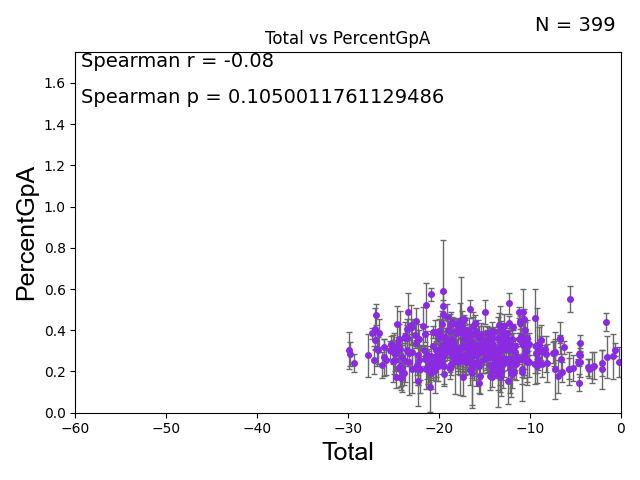 N = 399
Total vs PercentGpA
Spearman r = -0.08
Spearman p = 0.1050011761129486
PercentGpA
1.6
1.4
1.2
1.0
0.8
0.6
0.4
0.2
0.0
−60 −50 −40 −30 −20 −10 0
Total